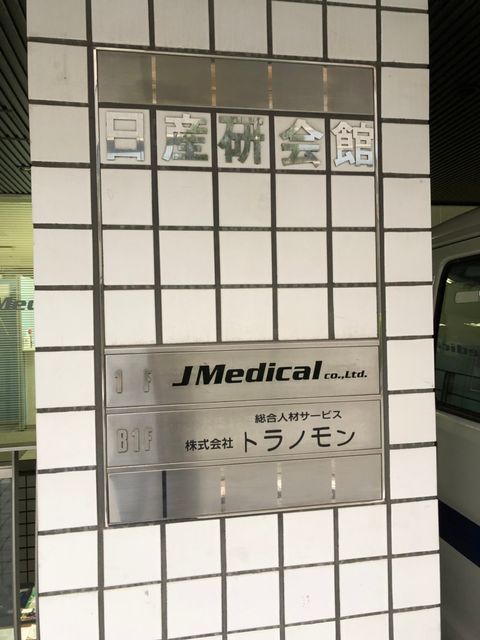 日産研会館
1F JMedical co.,Ltd.
総合人材サービス
B1F 株式会社 トラノモン
Med